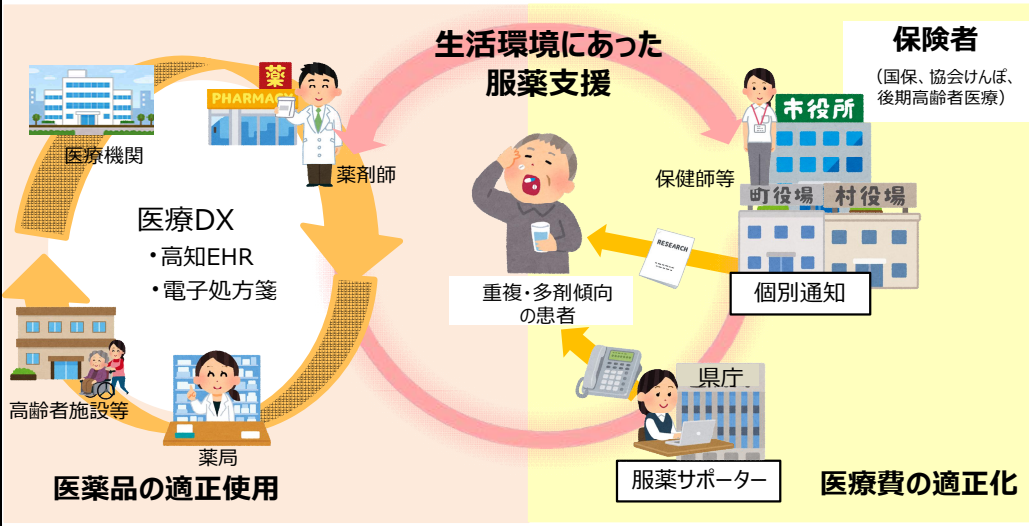 生活環境にあった
服薬支援
保険者
（国保、協会けんぽ、
後期高齢者医療）
薬
PHARMACY
医療機関
薬剤師
医療DX
・高知EHR
・電子処方箋
高齢者施設等
薬局
医薬品の適正使用
市役所
保健師等
町役場
村役場
RESEARCH
個別通知
重複・多剤傾向
の患者
県庁
服薬サポーター
医療費の適正化